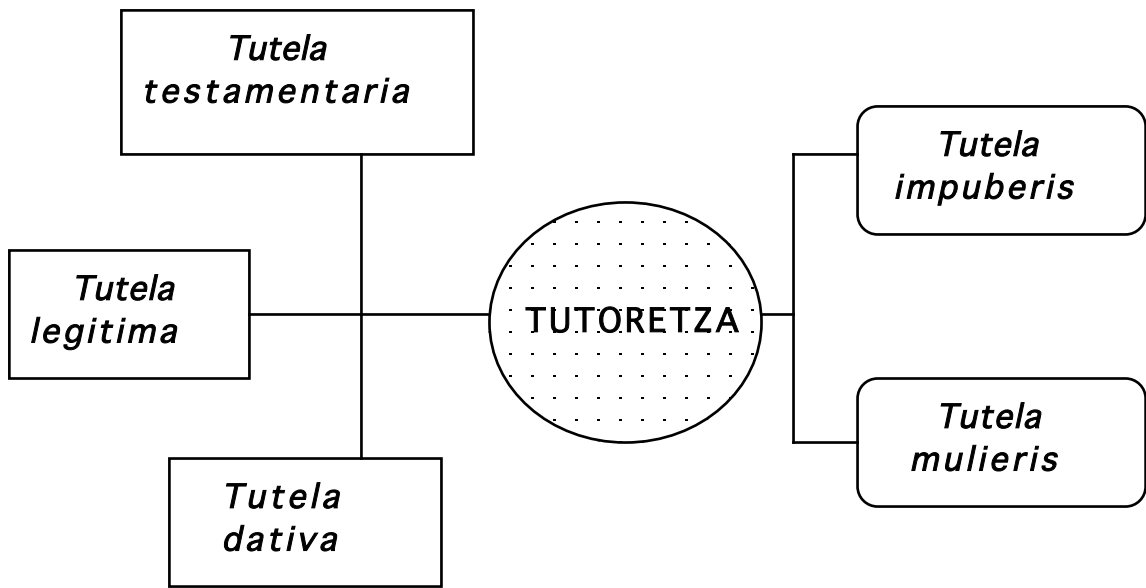 Tutela
testamentaria
Tutela
legitima
Tutela
dativa
TUTORETZA
Tutela
impuberis
Tutela
mulieris